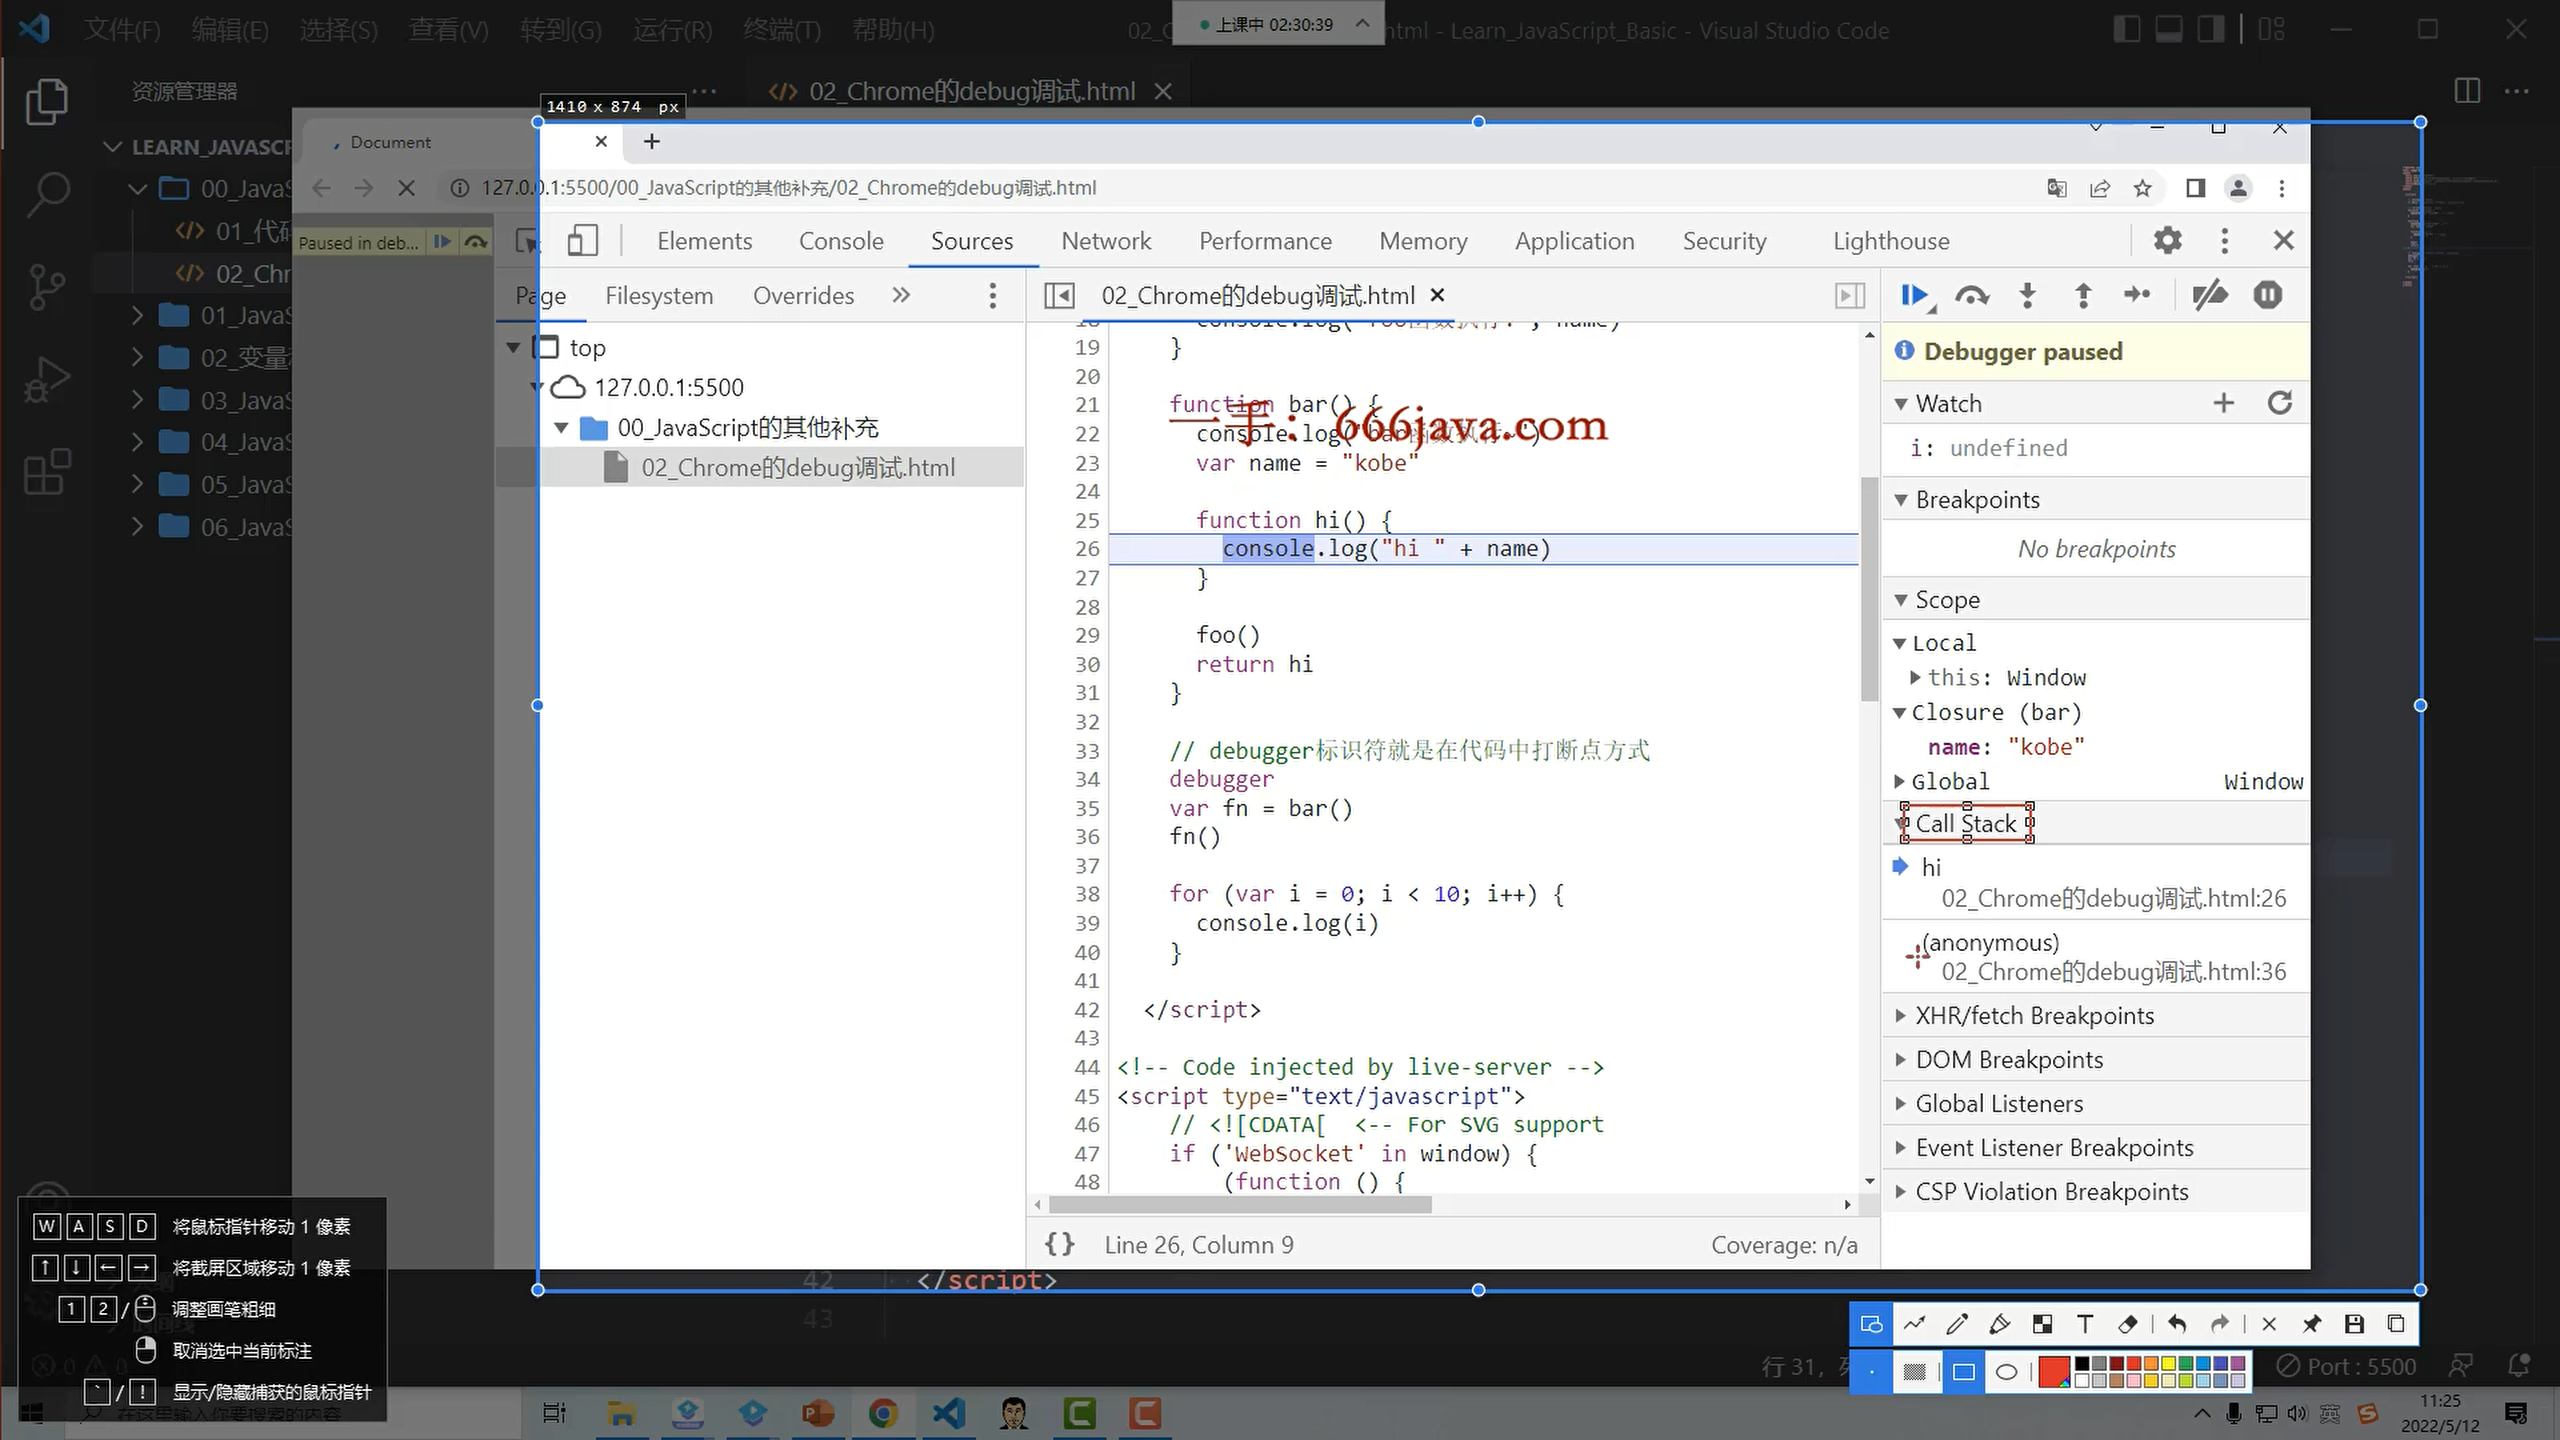 文件(F) 编辑(E) 选择(S) 查看(V) 转到(G) 运行(R) 终端(T) 帮助(H)
02_C
上课中 02:30:39
html - Learn_JavaScript_Basic - Visual Studio Code
资源管理器
02_Chrome的debug调试.html
LEARN_JAVASCR
00_JavaS
01_代码
02_Chr
01_JavaS
02_变量
03_JavaS
04_JavaS
05_JavaS
06_JavaS
1410 x 874 px
Document
127.0.0.1:5500/00_JavaScript的其他补充/02_Chrome的debug调试.html
Paused in deb...
Elements Console Sources Network Performance Memory Application Security Lighthouse
Page Filesystem Overrides
top
127.0.0.1:5500
00_JavaScript的其他补充
02_Chrome的debug调试.html
02_Chrome的debug调试.html
19 }
20
21 function bar() {
一手：666java.com
22 console.log("bar函数执行~")
23 var name = "kobe"
24
25 function hi() {
26 console.log("hi " + name)
27 }
28
29 foo()
30 return hi
31 }
32
33 // debugger标识符就是在代码中打断点方式
34 debugger
35 var fn = bar()
36 fn()
37
38 for (var i = 0; i < 10; i++) {
39 console.log(i)
40 }
41
42 </script>
43
44 <!-- Code injected by live-server -->
45 <script type="text/javascript">
46 // <![CDATA[ <-- For SVG support
47 if ('WebSocket' in window) {
48 (function () {
{} Line 26, Column 9
Coverage: n/a
Debugger paused
Watch
i: undefined
Breakpoints
No breakpoints
Scope
Local
this: Window
Closure (bar)
name: "kobe"
Global Window
Call Stack
hi
02_Chrome的debug调试.html:26
(anonymous)
02_Chrome的debug调试.html:36
XHR/fetch Breakpoints
DOM Breakpoints
Global Listeners
Event Listener Breakpoints
CSP Violation Breakpoints
42 </script>
43
W A S D 将鼠标指针移动 1 像素
↑ ↓ ← → 将截屏区域移动 1 像素
1 2 / 调整画笔粗细
取消选中当前标注
` / ! 显示/隐藏捕获的鼠标指针
行 31,
Port : 5500
在这里输入你要搜索的内容
英
11:25
2022/5/12